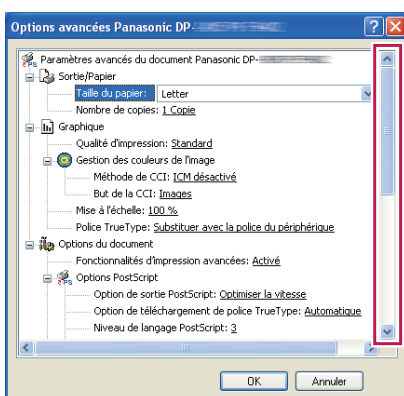 Options avancées Panasonic DP-
Paramètres avancés du document Panasonic DP-
Sortie/Papier
Taille du papier: Letter
Nombre de copies: 1 Copie
Graphique
Qualité d'impression: Standard
Gestion des couleurs de l'image
Méthode de CCI: ICM désactivé
But de la CCI: Images
Mise à l'échelle: 100 %
Police TrueType: Substituer avec la police du périphérique
Options du document
Fonctionnalités d'impression avancées: Activé
Options PostScript
Option de sortie PostScript: Optimiser la vitesse
Option de téléchargement de police TrueType: Automatique
Niveau de langage PostScript: 3
OK Annuler